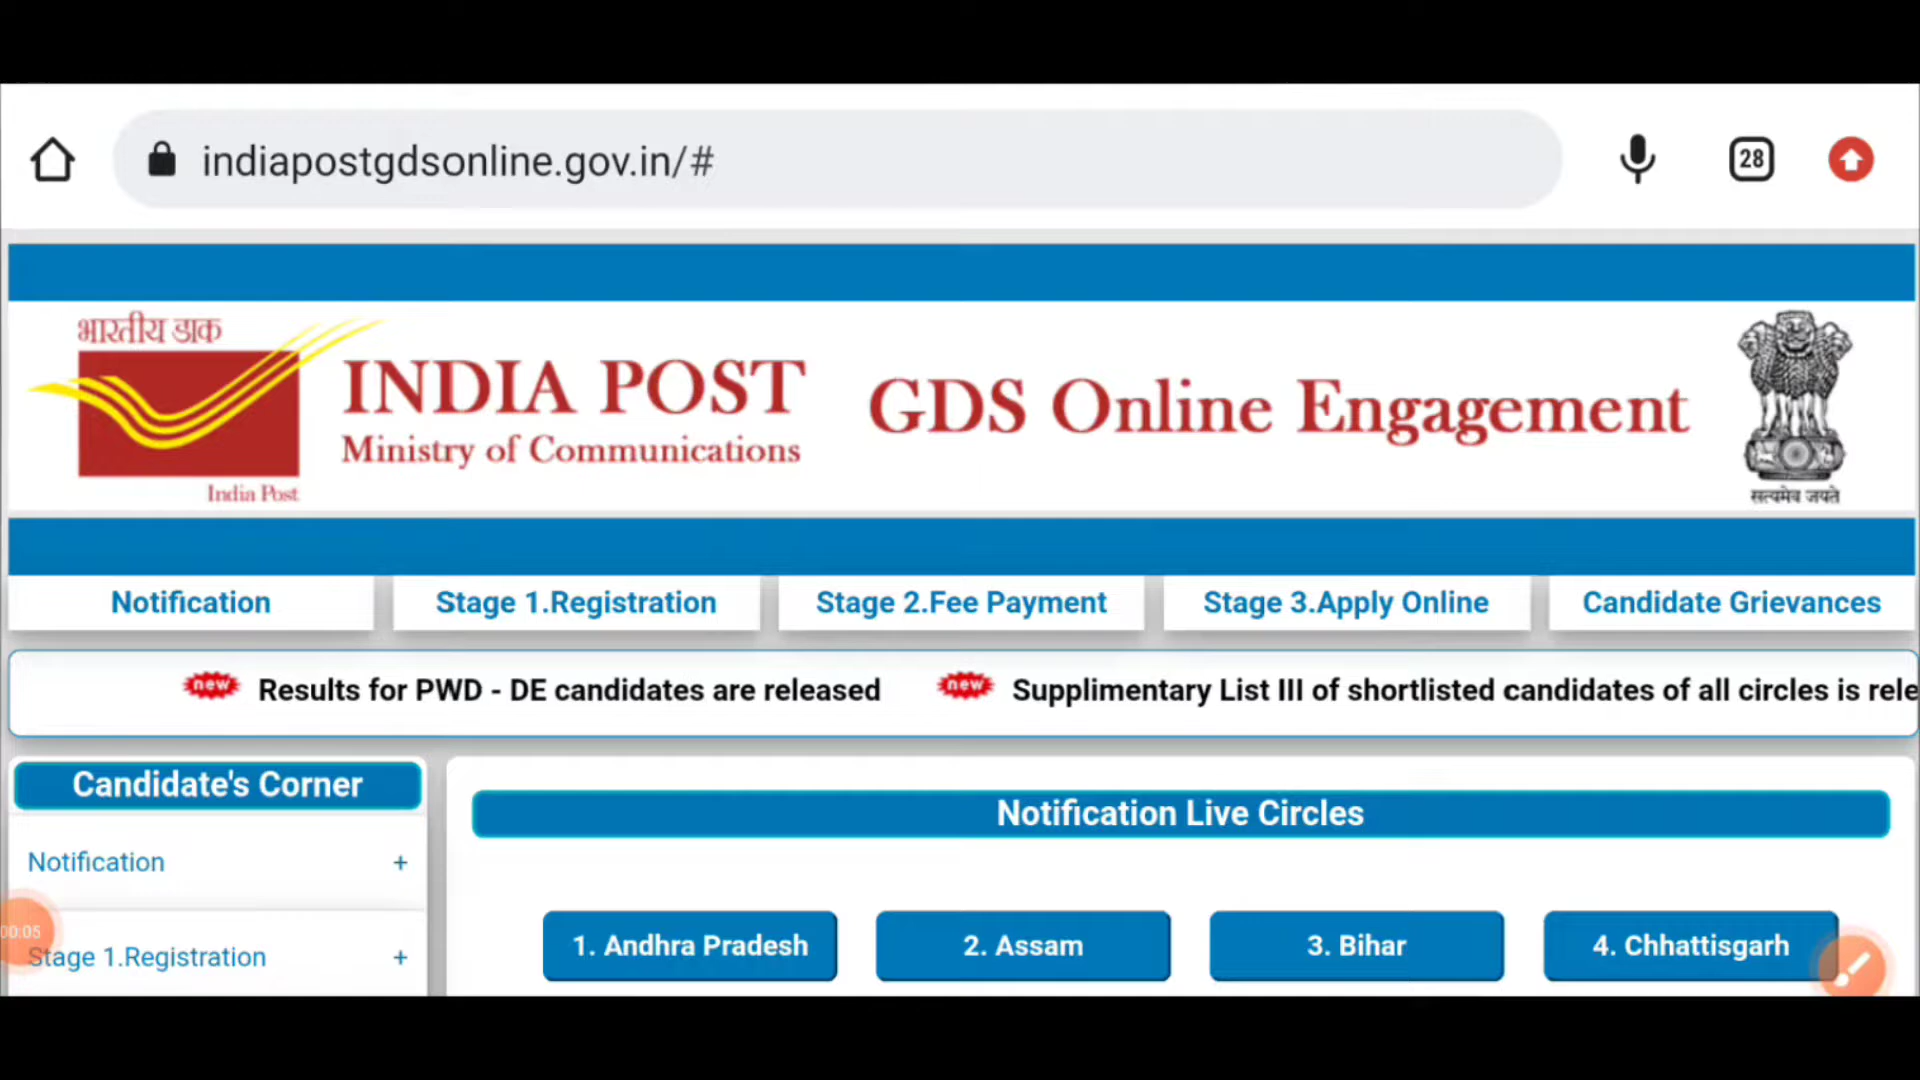 indiapostgdsonline.gov.in/#
28
भारतीय डाक
India Post
INDIA POST
Ministry of Communications
GDS Online Engagement
सत्यमेव जयते
Notification
Stage 1.Registration
Stage 2.Fee Payment
Stage 3.Apply Online
Candidate Grievances
new Results for PWD - DE candidates are released
new Supplimentary List III of shortlisted candidates of all circles is rele
Candidate's Corner
Notification +
Stage 1.Registration +
00:05
Notification Live Circles
1. Andhra Pradesh
2. Assam
3. Bihar
4. Chhattisgarh